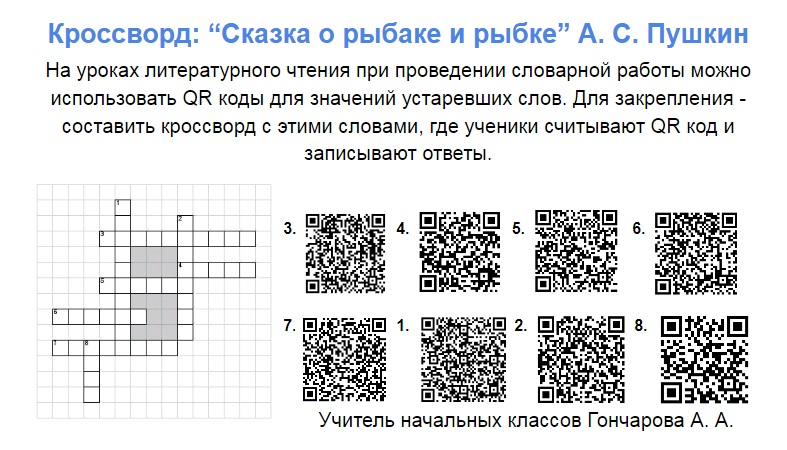 Кроссворд: “Сказка о рыбаке и рыбке” А. С. Пушкин
На уроках литературного чтения при проведении словарной работы можно
использовать QR коды для значений устаревших слов. Для закрепления -
составить кроссворд с этими словами, где ученики считывают QR код и
записывают ответы.
1
2
3
4
5
6
7 8
3. 4. 5. 6.
7. 1. 2. 8.
Учитель начальных классов Гончарова А. А.